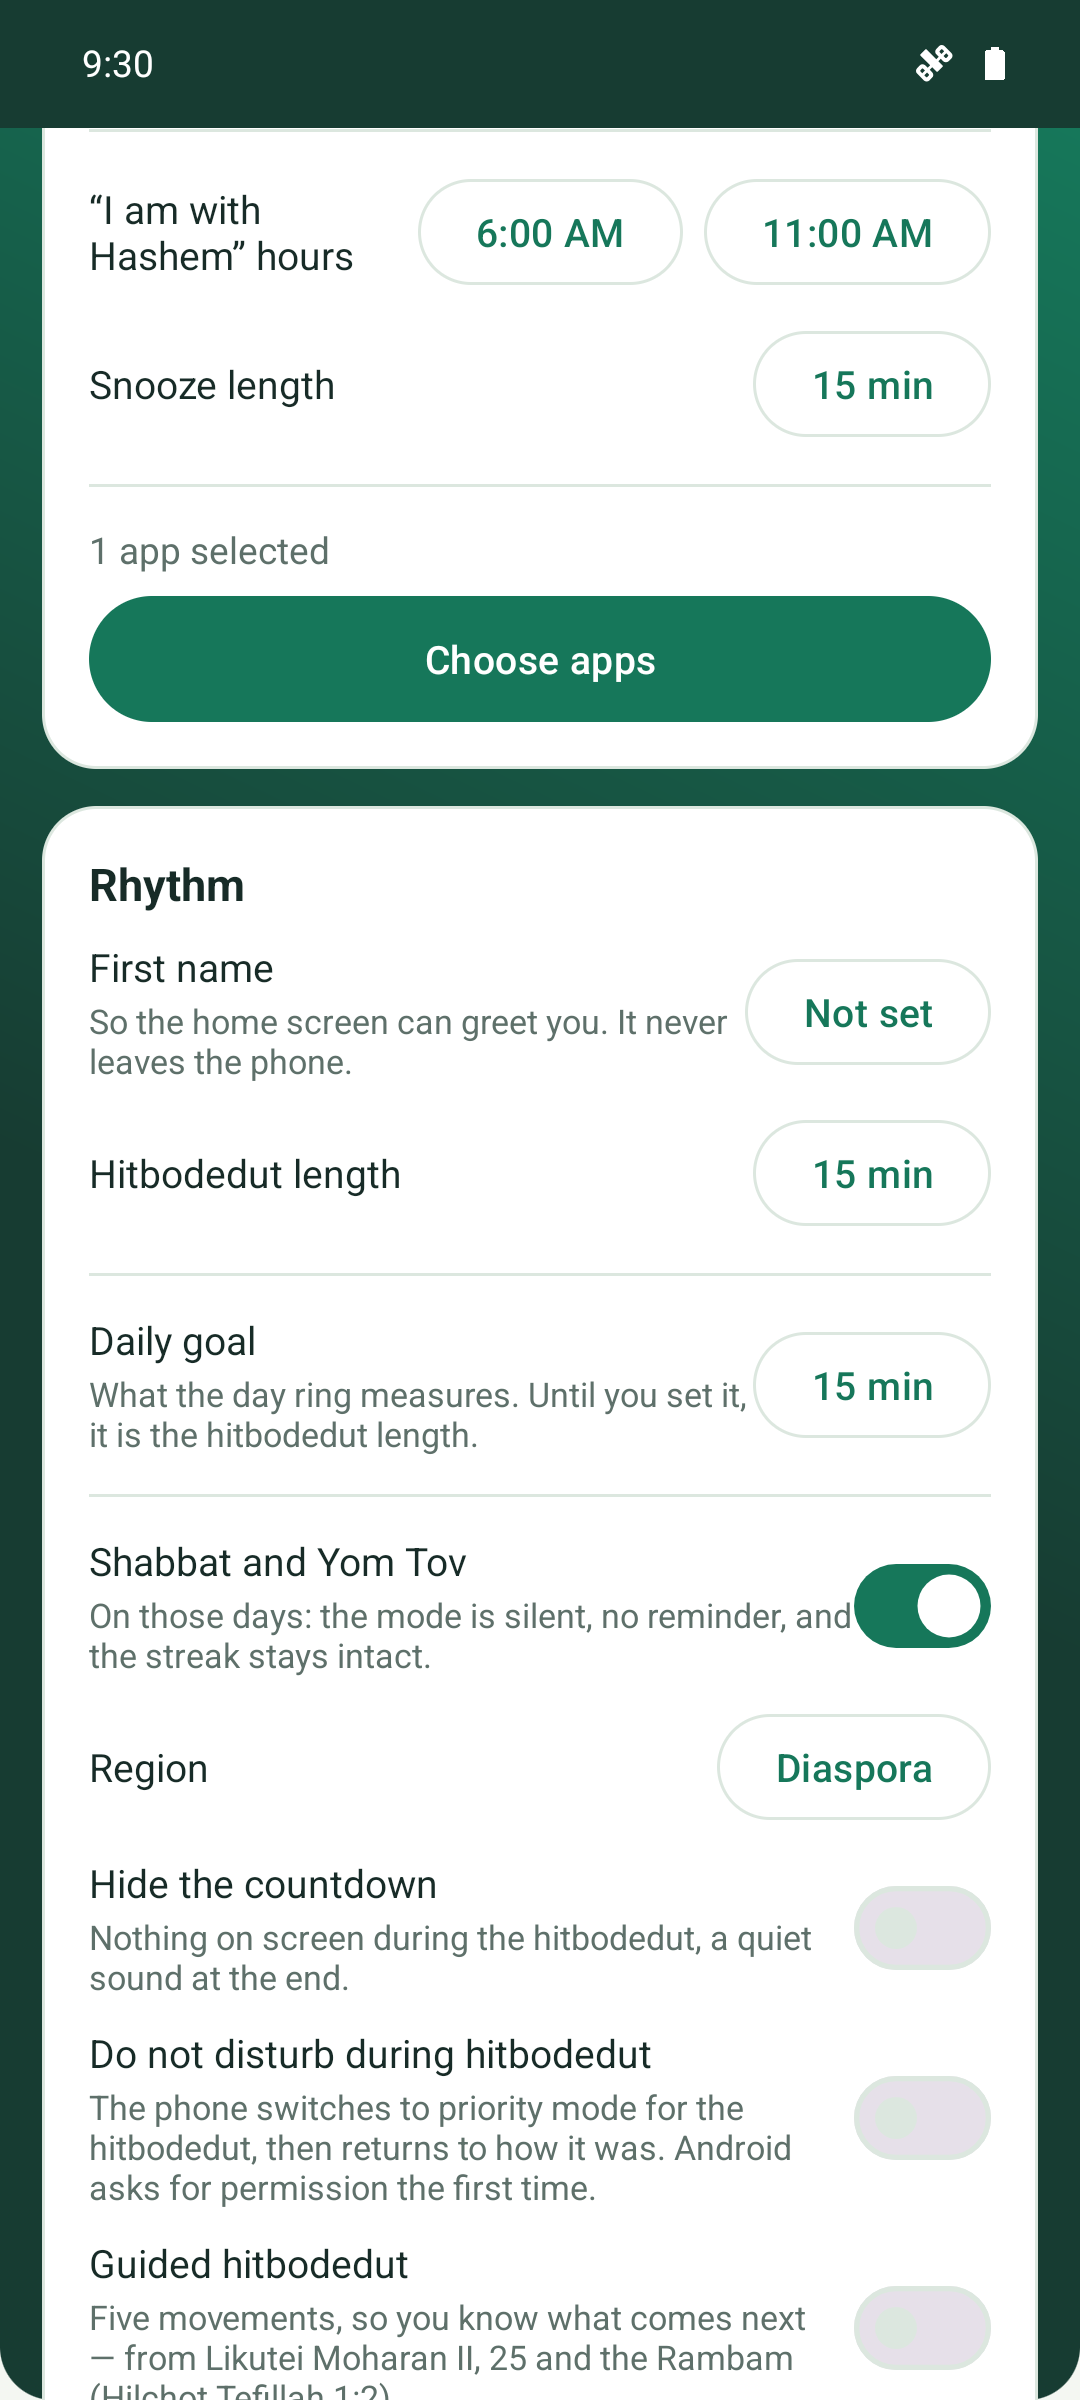 9:30
“I am with
Hashem” hours
6:00 AM
11:00 AM
Snooze length
15 min
1 app selected
Choose apps
Rhythm
First name
So the home screen can greet you. It never
leaves the phone.
Not set
Hitbodedut length
15 min
Daily goal
What the day ring measures. Until you set it,
it is the hitbodedut length.
15 min
Shabbat and Yom Tov
On those days: the mode is silent, no reminder, and
the streak stays intact.
Region
Diaspora
Hide the countdown
Nothing on screen during the hitbodedut, a quiet
sound at the end.
Do not disturb during hitbodedut
The phone switches to priority mode for the
hitbodedut, then returns to how it was. Android
asks for permission the first time.
Guided hitbodedut
Five movements, so you know what comes next
— from Likutei Moharan II, 25 and the Rambam
(Hilchot Tefillah 1:2)